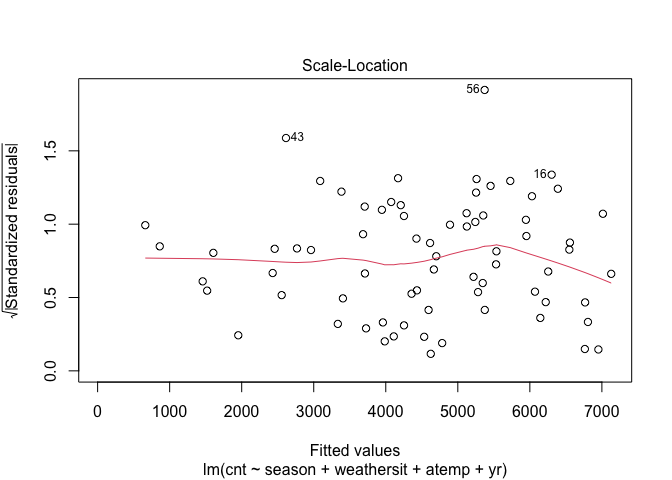 Scale-Location
√|Standardized residuals|
1.5
1.0
0.5
0.0
56
43
16
0 1000 2000 3000 4000 5000 6000 7000
Fitted values
lm(cnt ~ season + weathersit + atemp + yr)